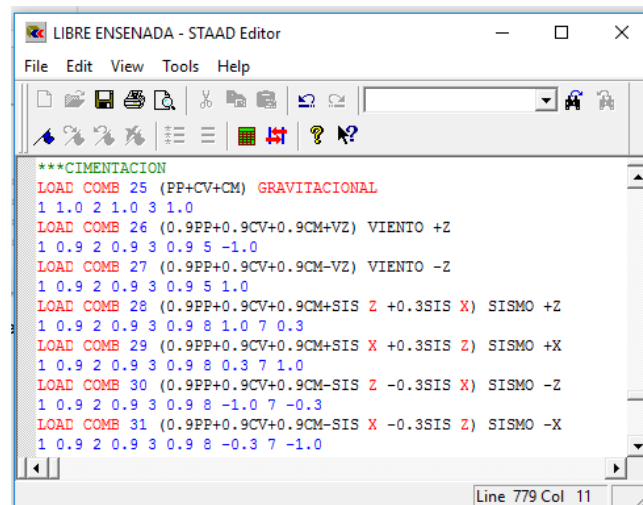 LIBRE ENSENADA - STAAD Editor
File Edit View Tools Help
***CIMENTACION
LOAD COMB 25 (PP+CV+CM) GRAVITACIONAL
1 1.0 2 1.0 3 1.0
LOAD COMB 26 (0.9PP+0.9CV+0.9CM+VZ) VIENTO +Z
1 0.9 2 0.9 3 0.9 5 -1.0
LOAD COMB 27 (0.9PP+0.9CV+0.9CM-VZ) VIENTO -Z
1 0.9 2 0.9 3 0.9 5 1.0
LOAD COMB 28 (0.9PP+0.9CV+0.9CM+SIS Z +0.3SIS X) SISMO +Z
1 0.9 2 0.9 3 0.9 8 1.0 7 0.3
LOAD COMB 29 (0.9PP+0.9CV+0.9CM+SIS X +0.3SIS Z) SISMO +X
1 0.9 2 0.9 3 0.9 8 0.3 7 1.0
LOAD COMB 30 (0.9PP+0.9CV+0.9CM-SIS Z -0.3SIS X) SISMO -Z
1 0.9 2 0.9 3 0.9 8 -1.0 7 -0.3
LOAD COMB 31 (0.9PP+0.9CV+0.9CM-SIS X -0.3SIS Z) SISMO -X
1 0.9 2 0.9 3 0.9 8 -0.3 7 -1.0
Line 779 Col 11